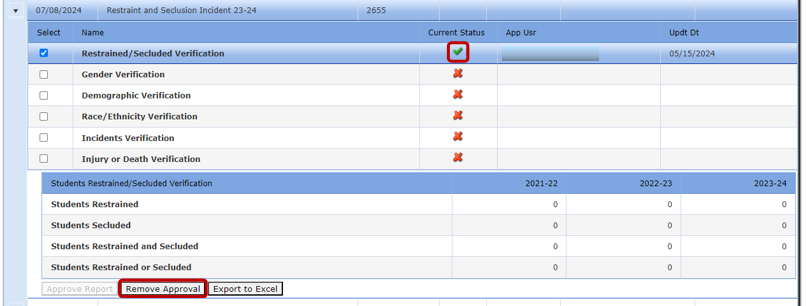 07/08/2024 Restraint and Seclusion Incident 23-24 2655
Select Name Current Status App Usr Updt Dt
Restrained/Secluded Verification 05/15/2024
Gender Verification
Demographic Verification
Race/Ethnicity Verification
Incidents Verification
Injury or Death Verification
Students Restrained/Secluded Verification 2021-22 2022-23 2023-24
Students Restrained 0 0 0
Students Secluded 0 0 0
Students Restrained and Secluded 0 0 0
Students Restrained or Secluded 0 0 0
Approve Report Remove Approval Export to Excel